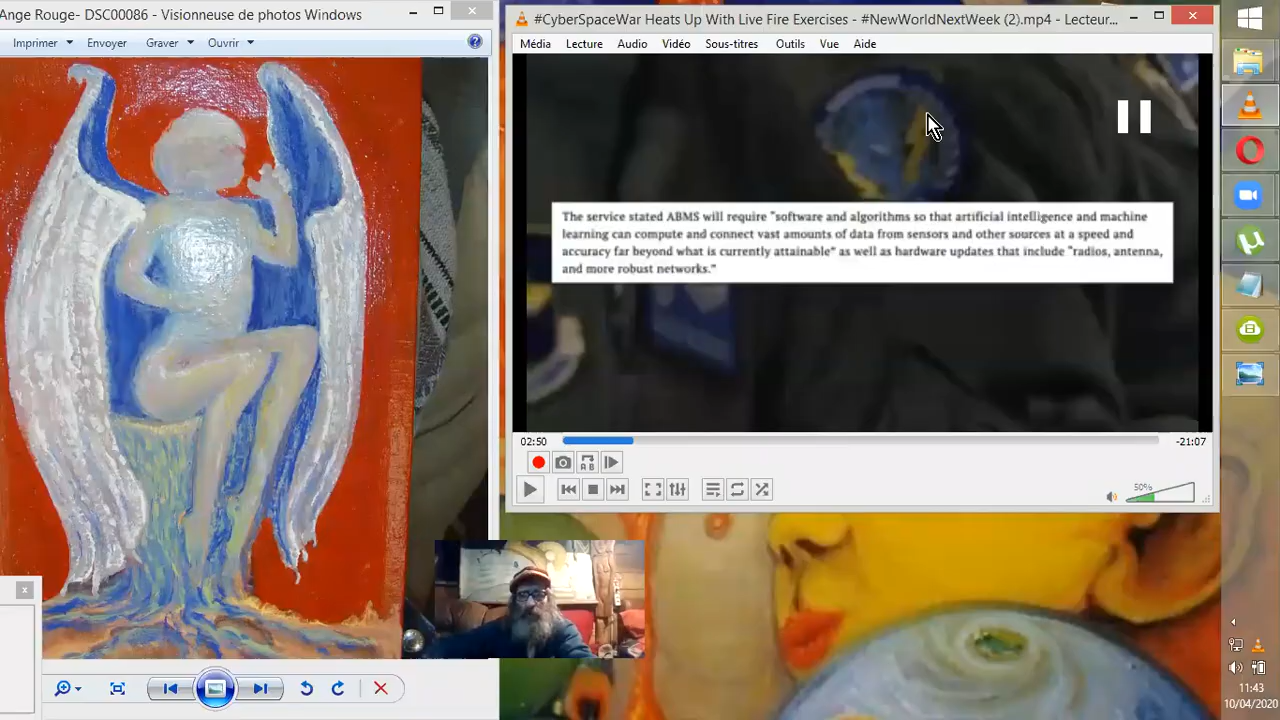 Ange Rouge- DSC00086 - Visionneuse de photos Windows
Imprimer Envoyer Graver Ouvrir
#CyberSpaceWar Heats Up With Live Fire Exercises - #NewWorldNextWeek (2).mp4 - Lecteur...
Média Lecture Audio Vidéo Sous-titres Outils Vue Aide
The service stated ABMS will require "software and algorithms so that artificial intelligence and machine
learning can compute and connect vast amounts of data from sensors and other sources at a speed and
accuracy far beyond what is currently attainable" as well as hardware updates that include "radios, antenna,
and more robust networks."
02:50 -21:07
50%
11:43
10/04/2020